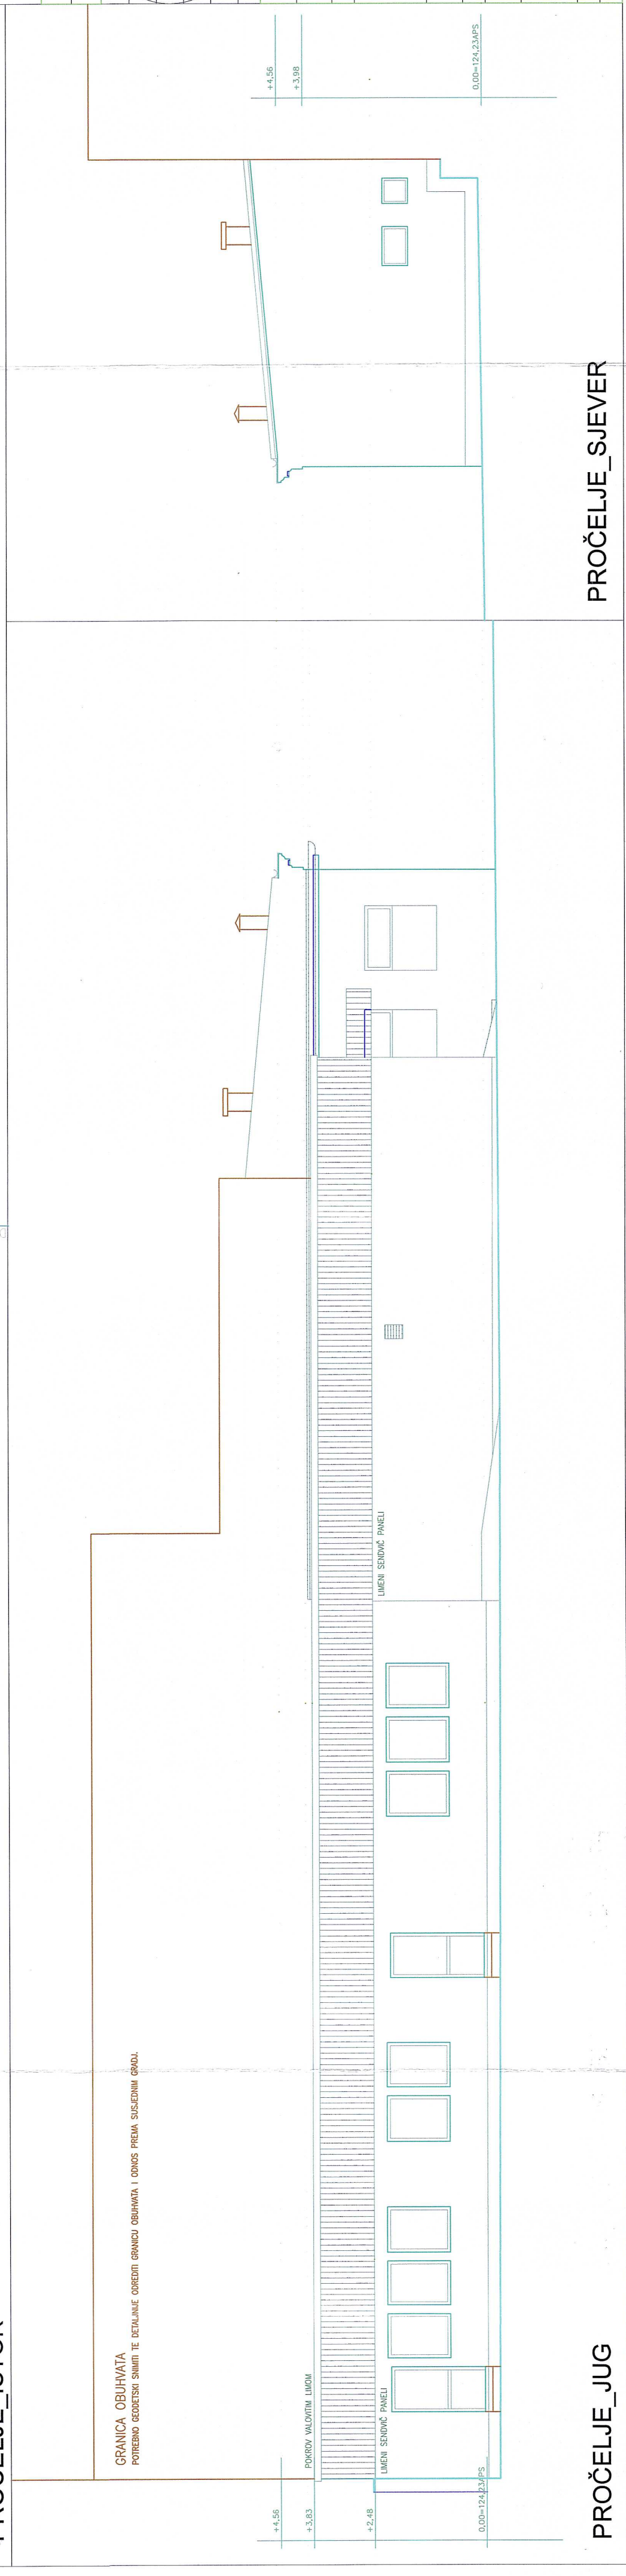 GRANICA OBUHVATA
POTREBNO GEODETSKI SNIMITI TE DETALJNIJE ODREDITI GRANICU OBUHVATA I ODNOS PREMA SUSJEDNIM GRAĐ.
+4,56
+3,83
+2,48
0,00=124,23APS
POKROV VALOVITIM LIMOM
LIMENI SENDVIČ PANELI
LIMENI SENDVIČ PANELI
PROČELJE_JUG
+4,56
+3,98
0,00=124,23APS
PROČELJE_SJEVER